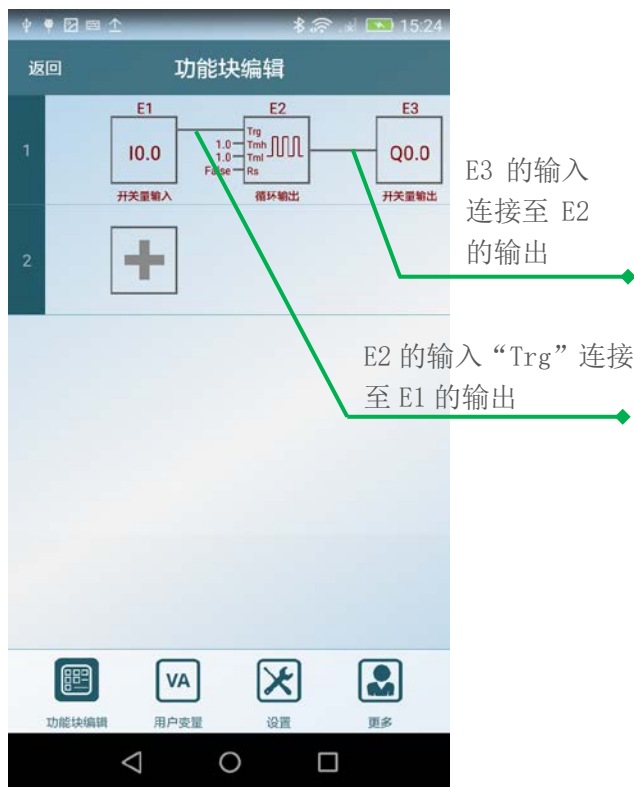 15:24
返回
功能块编辑
1
E1
I0.0
开关量输入
E2
Trg
1.0 Tmh
1.0 Tml
False Rs
循环输出
E3
Q0.0
开关量输出
2
E3 的输入
连接至 E2
的输出
E2 的输入“Trg”连接
至 E1 的输出
功能块编辑
VA
用户变量
设置
更多